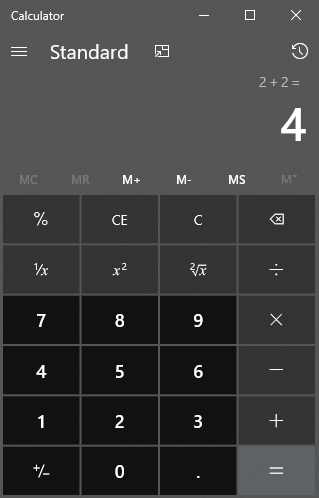 Calculator
Standard
2 + 2 =
4
MC MR M+ M- MS M˅
% CE C
¹/x x² ²√x ÷
7 8 9 ×
4 5 6 −
1 2 3 +
+/− 0 . =